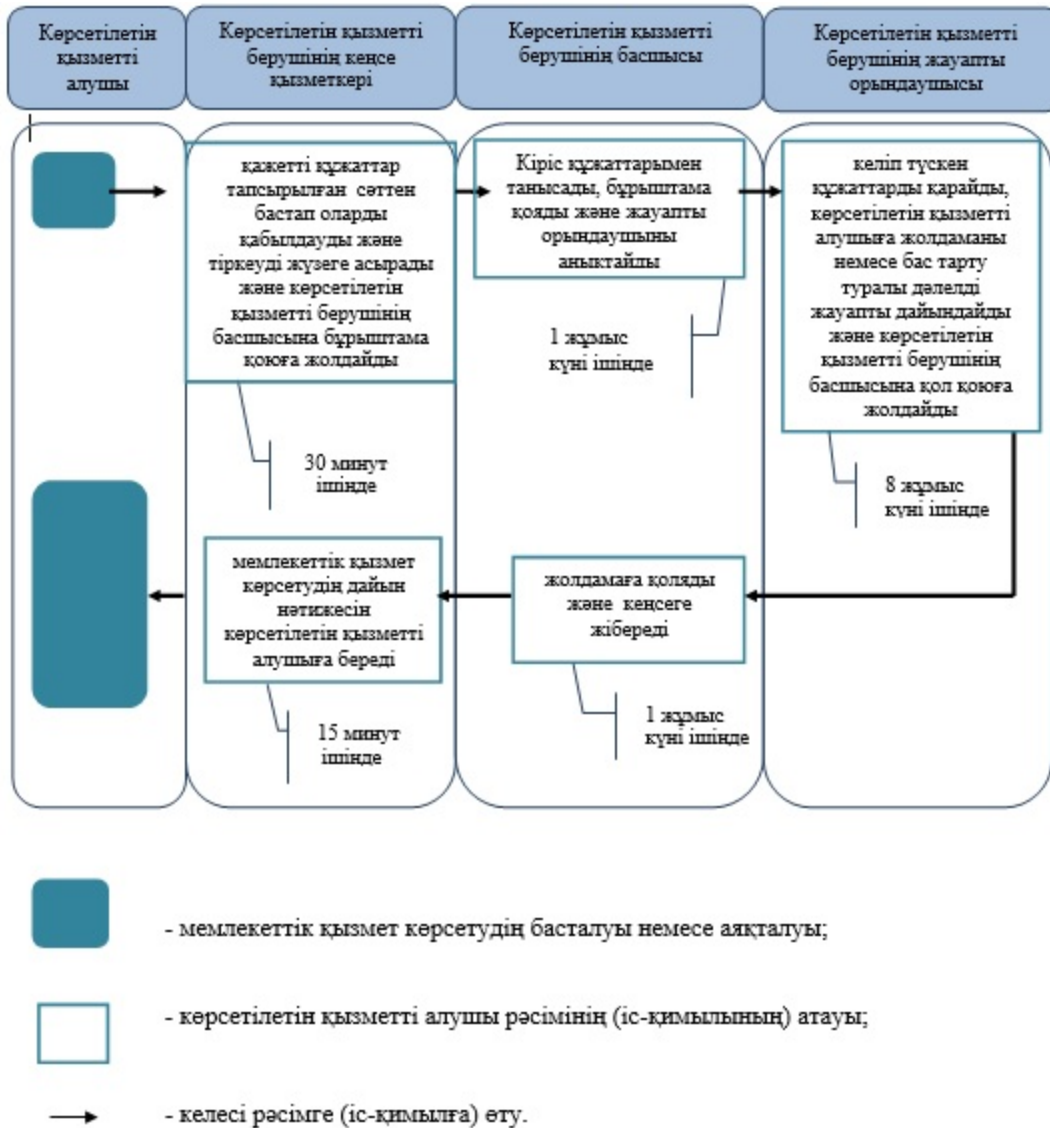 Көрсетілетін
қызметті
алушы
Көрсетілетін қызметті
берушінің кеңсе
қызметкері
Көрсетілетін қызметті
берушінің басшысы
Көрсетілетін қызметті
берушінің жауапты
орындаушысы
қажетті құжаттар
тапсырылған сәттен
бастап оларды
қабылдауды және
тіркеуді жүзеге асырады
және көрсетілетін
қызметті берушінің
басшысына бұрыштама
қоюға жолдайды
30 минут
ішінде
Кіріс құжаттарымен
танысады, бұрыштама
қояды және жауапты
орындаушыны
анықтайды
1 жұмыс
күні ішінде
келіп түскен
құжаттарды қарайды,
көрсетілетін қызметті
алушыға жолдаманы
немесе бас тарту
туралы дәлелді
жауапты дайындайды
және көрсетілетін
қызметті берушінің
басшысына қол қоюға
жолдайды
8 жұмыс
күні ішінде
мемлекеттік қызмет
көрсетудің дайын
нәтижесін
көрсетілетін қызметті
алушыға береді
15 минут
ішінде
жолдамаға қоляды
және кеңсеге
жібереді
1 жұмыс
күні ішінде
- мемлекеттік қызмет көрсетудің басталуы немесе аяқталуы;
- көрсетілетін қызметті алушы рәсімінің (іс-қимылының) атауы;
- келесі рәсімге (іс-қимылға) өту.